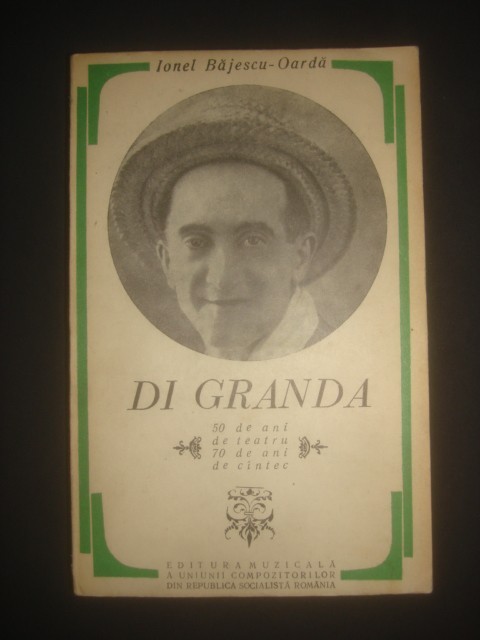 Ionel Băjescu-Oardă
DI GRANDA
50 de ani
de teatru
70 de ani
de cîntec
EDITURA MUZICALĂ
A UNIUNII COMPOZITORILOR
DIN REPUBLICA SOCIALISTĂ ROMÂNIA